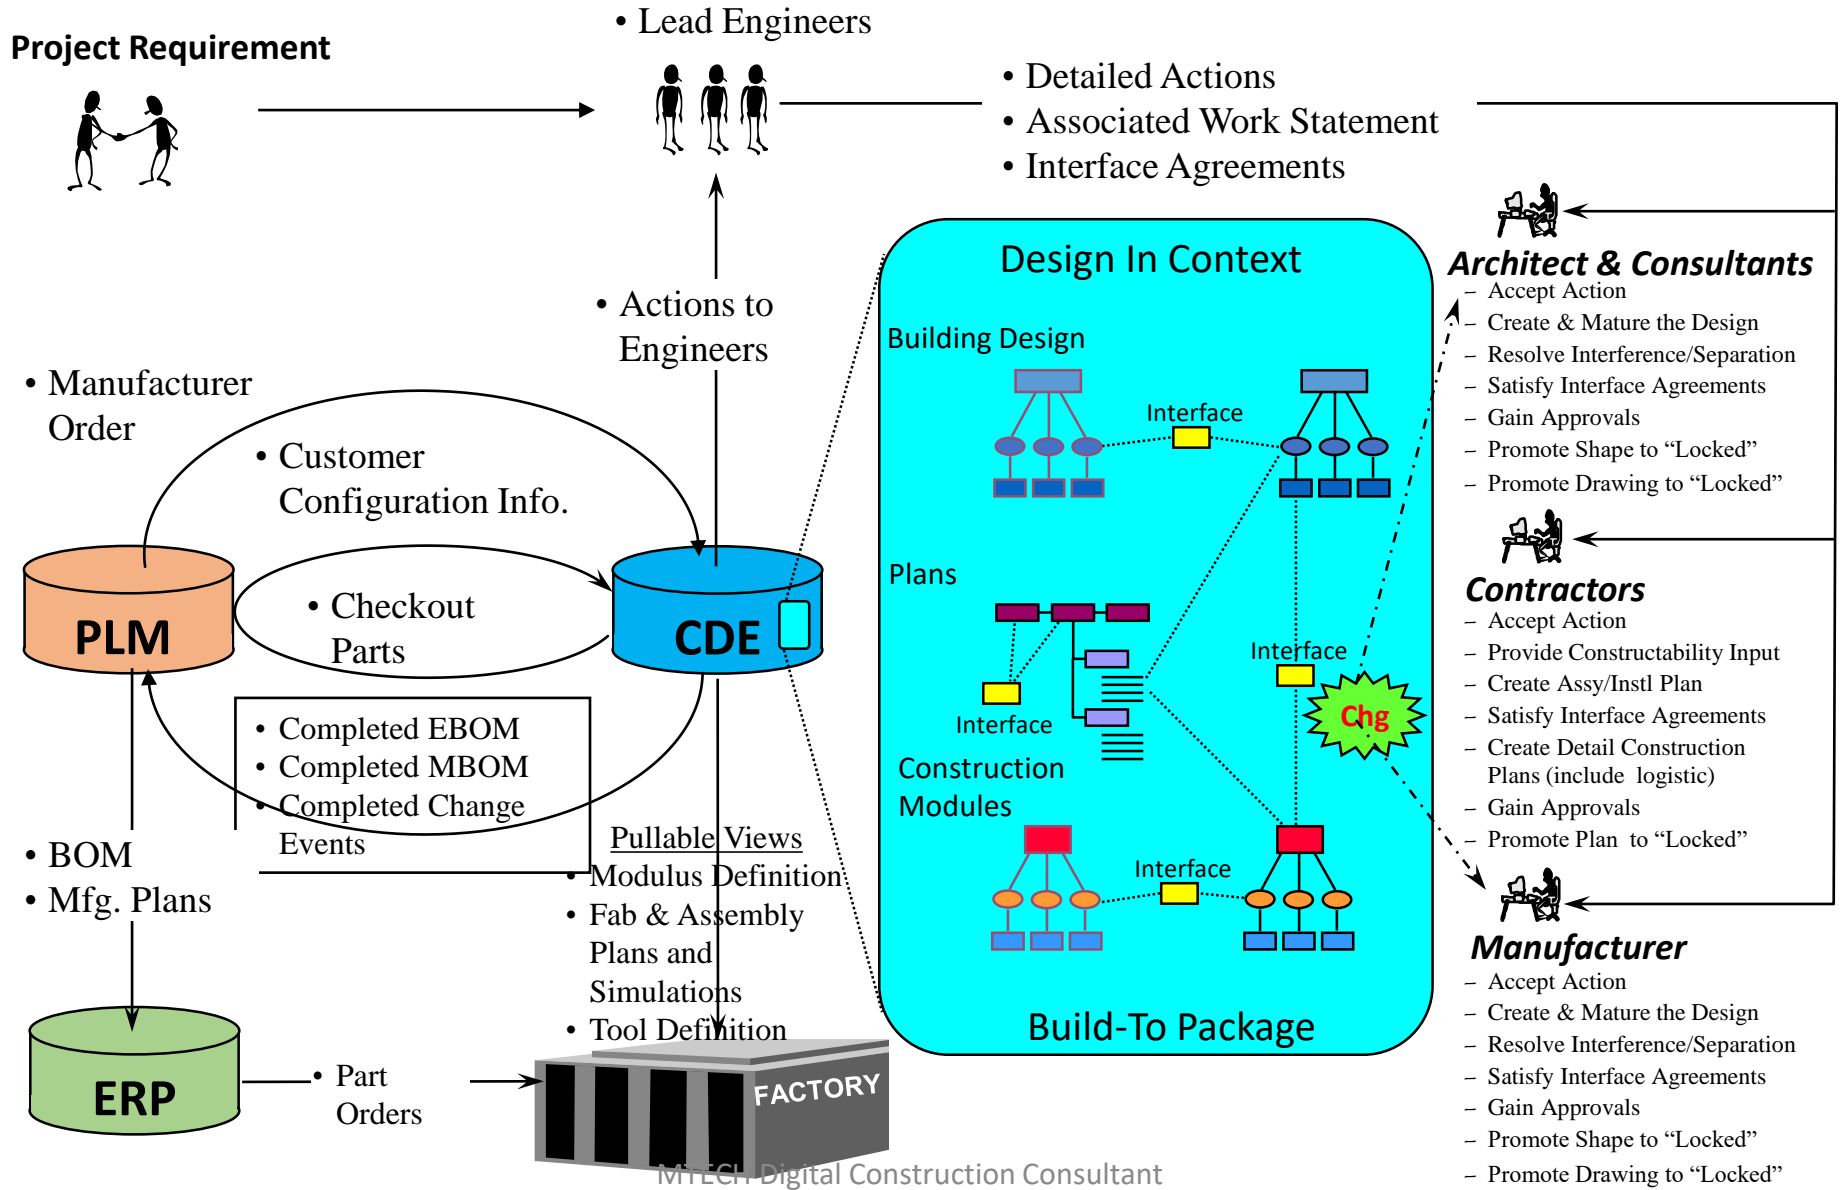 Project Requirement
• Lead Engineers
• Detailed Actions
• Associated Work Statement
• Interface Agreements
• Actions to
Engineers
• Manufacturer
Order
• Customer
Configuration Info.
PLM
• Checkout
Parts
CDE
• Completed EBOM
• Completed MBOM
• Completed Change
Events
• BOM
• Mfg. Plans
Pullable Views
• Modulus Definition
• Fab & Assembly
Plans and
Simulations
• Tool Definition
ERP
• Part
Orders
FACTORY
Design In Context
Building Design
Interface
Plans
Interface
Interface
Chg
Construction
Modules
Interface
Build-To Package
Architect & Consultants
– Accept Action
– Create & Mature the Design
– Resolve Interference/Separation
– Satisfy Interface Agreements
– Gain Approvals
– Promote Shape to “Locked”
– Promote Drawing to “Locked”
Contractors
– Accept Action
– Provide Constructability Input
– Create Assy/Instl Plan
– Satisfy Interface Agreements
– Create Detail Construction
Plans (include logistic)
– Gain Approvals
– Promote Plan to “Locked”
Manufacturer
– Accept Action
– Create & Mature the Design
– Resolve Interference/Separation
– Satisfy Interface Agreements
– Gain Approvals
– Promote Shape to “Locked”
– Promote Drawing to “Locked”
MTECH Digital Construction Consultant